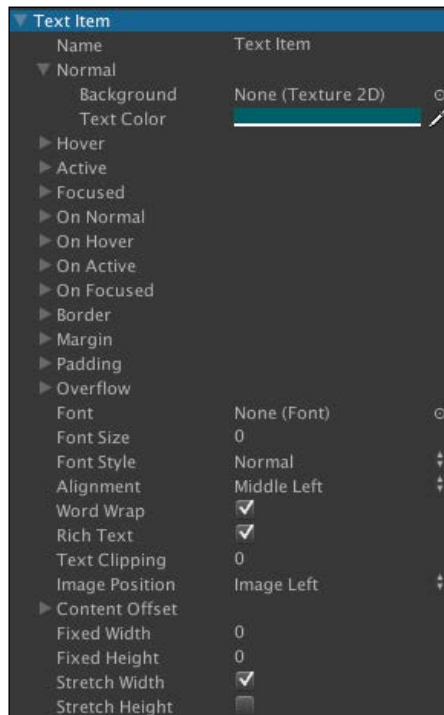 Text Item
Name Text Item
Normal
Background None (Texture 2D)
Text Color
Hover
Active
Focused
On Normal
On Hover
On Active
On Focused
Border
Margin
Padding
Overflow
Font None (Font)
Font Size 0
Font Style Normal
Alignment Middle Left
Word Wrap
Rich Text
Text Clipping 0
Image Position Image Left
Content Offset
Fixed Width 0
Fixed Height 0
Stretch Width
Stretch Height